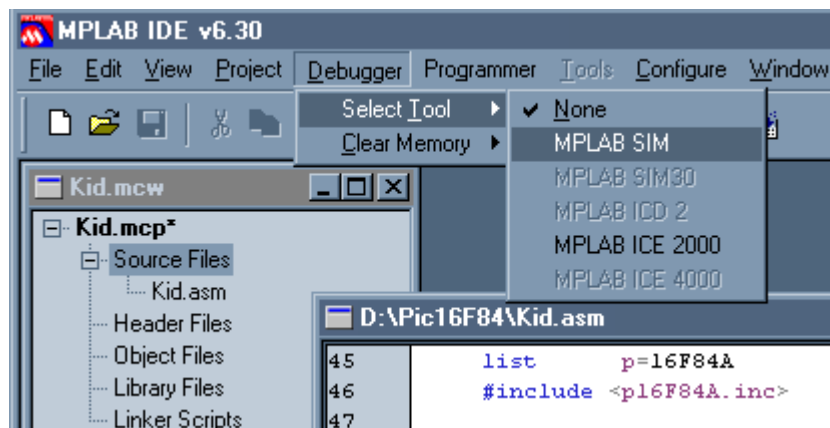 MPLAB IDE v6.30
File Edit View Project Debugger Programmer Tools Configure Window
Select Tool
Clear Memory
None
MPLAB SIM
MPLAB SIM30
MPLAB ICD 2
MPLAB ICE 2000
MPLAB ICE 4000
Kid.mcw
Kid.mcp*
Source Files
Kid.asm
Header Files
Object Files
Library Files
Linker Scripts
D:\Pic16F84\Kid.asm
45 list p=16F84A
46 #include <p16F84A.inc>
47